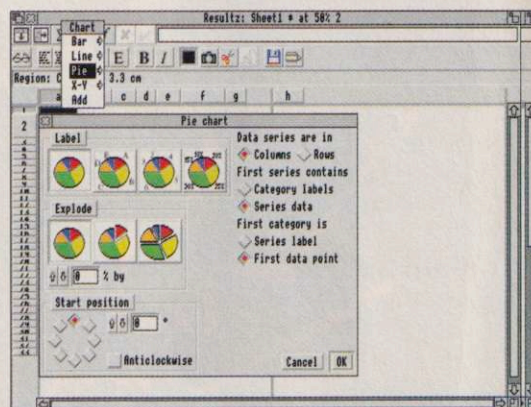 Resultz: Sheet1 * at 50% 2
Chart
Bar
Line
Pie
X-Y
Add
E B I
Region: C 3.3 cm
a c d e f g h
1
2
Pie chart
Label
Data series are in
Columns Rows
First series contains
Category labels
Series data
First category is
Series label
First data point
Explode
0 % by
Start position
0 °
Anticlockwise
Cancel OK